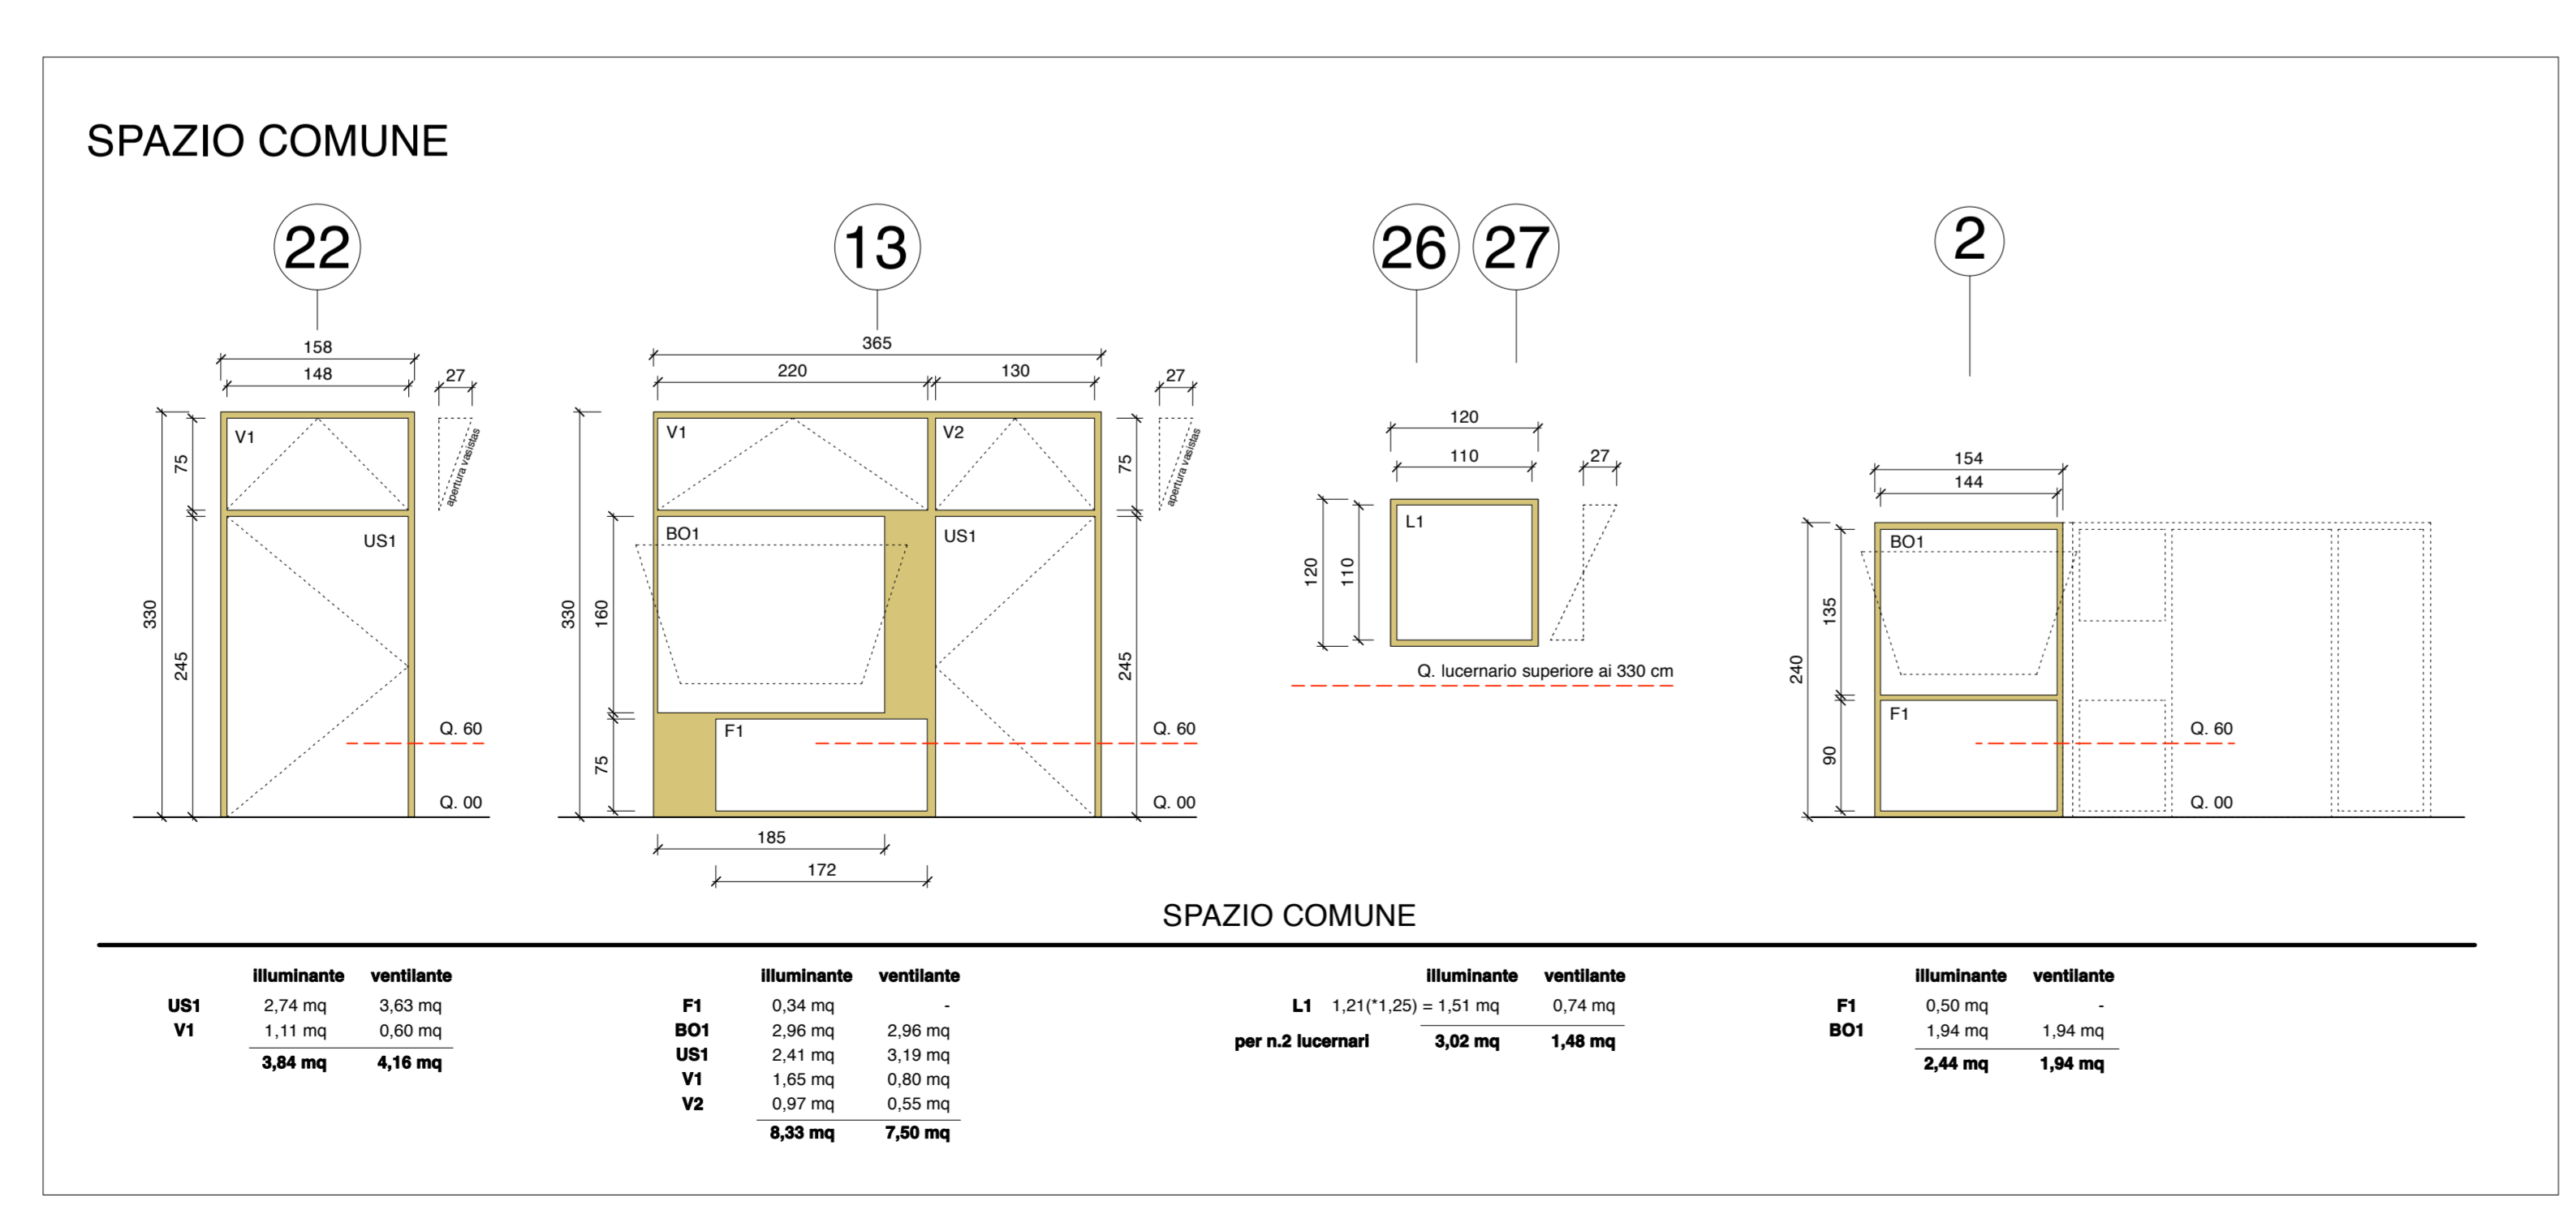 SPAZIO COMUNE
22
13
26
27
2
158
148
27
75
330
245
V1
US1
apertura vasistas
Q. 60
Q. 00
365
220
130
27
330
160
75
75
245
V1
V2
BO1
US1
F1
apertura vasistas
Q. 60
Q. 00
185
172
120
110
27
120
110
L1
Q. lucernario superiore ai 330 cm
154
144
240
135
90
BO1
F1
Q. 60
Q. 00
SPAZIO COMUNE
illuminante ventilante
US1 2,74 mq 3,63 mq
V1 1,11 mq 0,60 mq
3,84 mq 4,16 mq
illuminante ventilante
F1 0,34 mq -
BO1 2,96 mq 2,96 mq
US1 2,41 mq 3,19 mq
V1 1,65 mq 0,80 mq
V2 0,97 mq 0,55 mq
8,33 mq 7,50 mq
illuminante ventilante
L1 1,21(*1,25) = 1,51 mq 0,74 mq
per n.2 lucernari 3,02 mq 1,48 mq
illuminante ventilante
F1 0,50 mq -
BO1 1,94 mq 1,94 mq
2,44 mq 1,94 mq